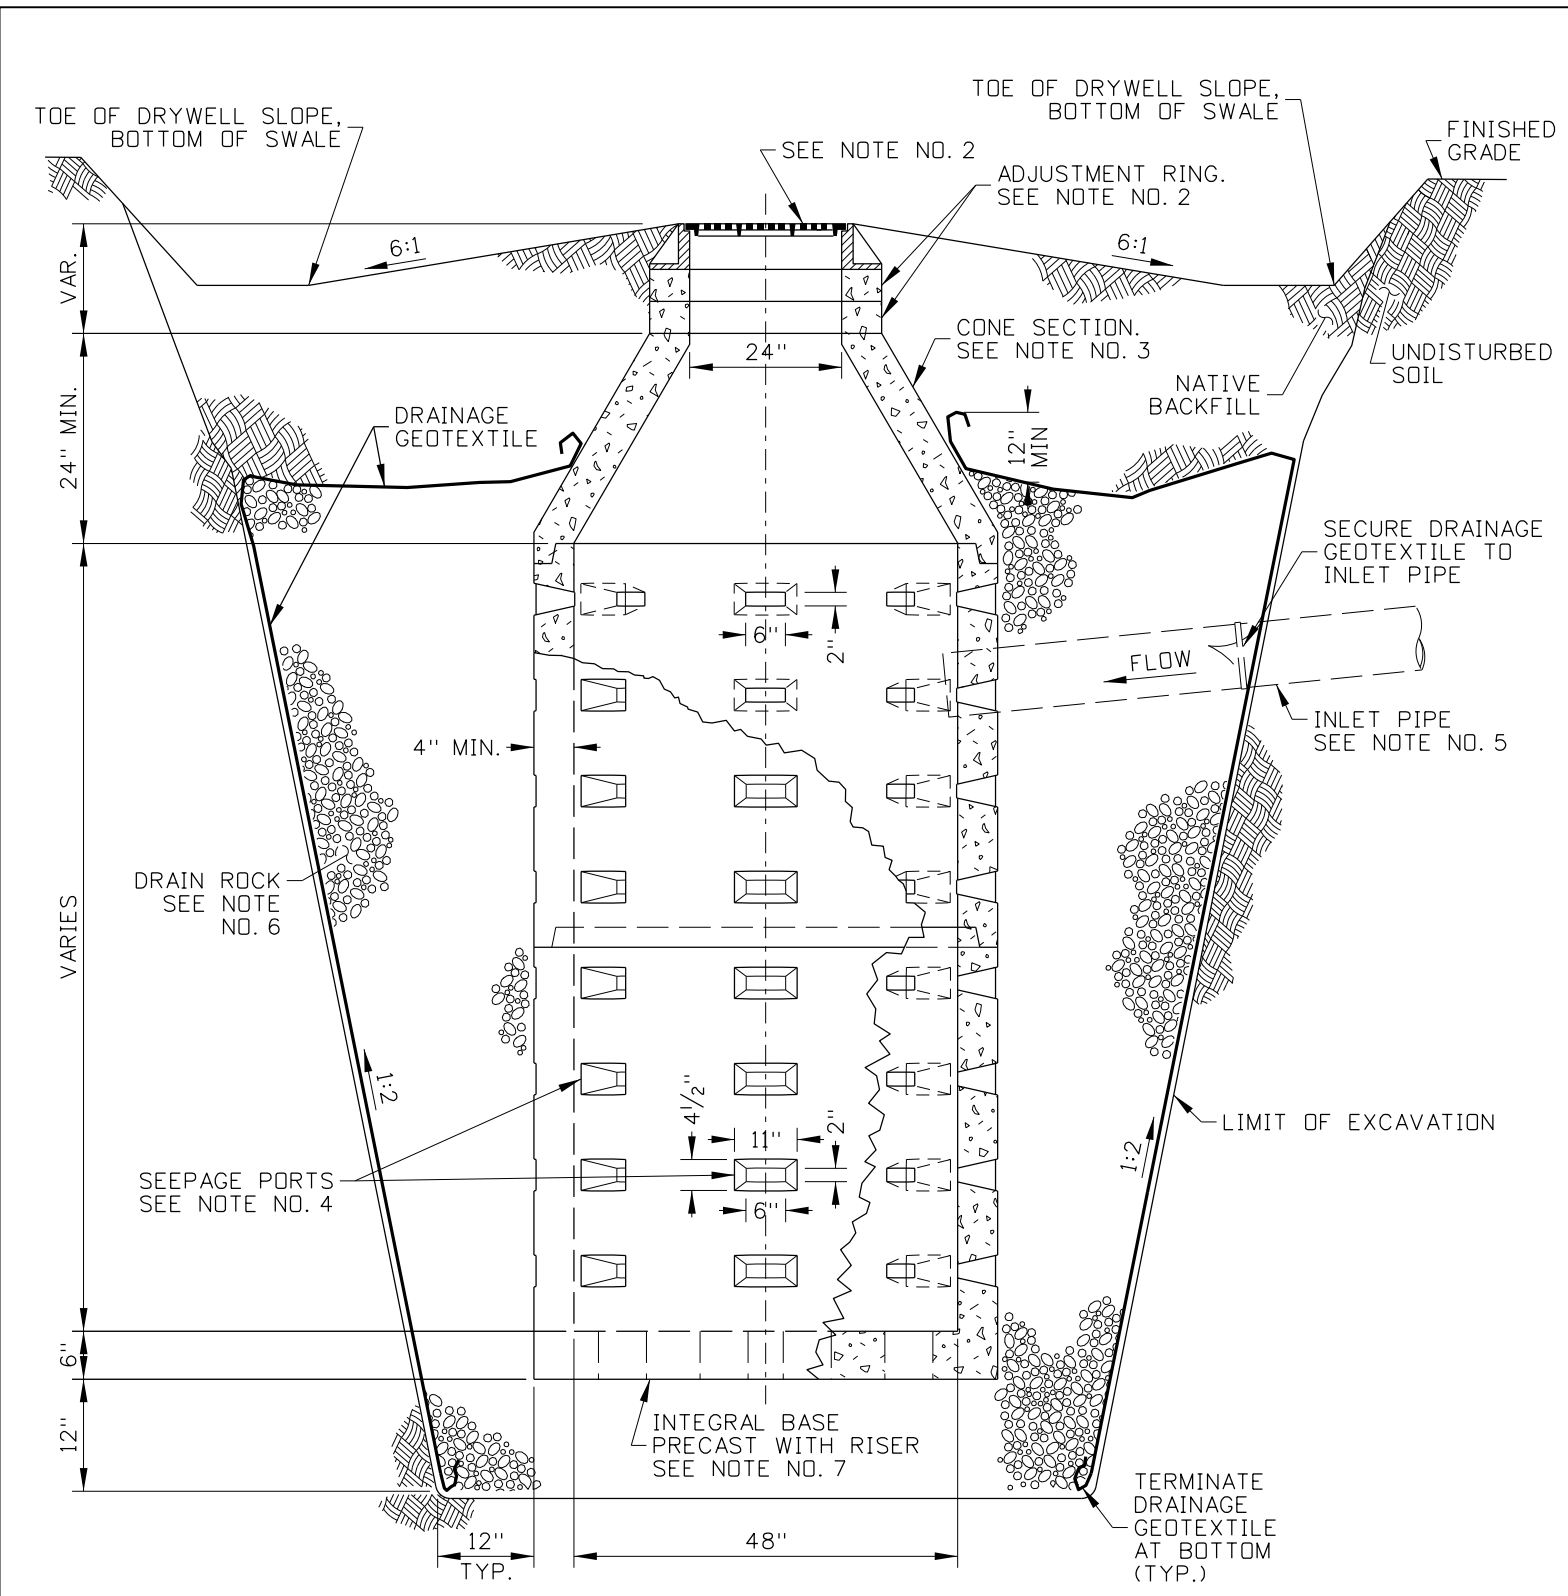 TOE OF DRYWELL SLOPE,
BOTTOM OF SWALE
TOE OF DRYWELL SLOPE,
BOTTOM OF SWALE
FINISHED
GRADE
SEE NOTE NO. 2
ADJUSTMENT RING.
SEE NOTE NO. 2
6:1
6:1
VAR.
CONE SECTION.
SEE NOTE NO. 3
24"
UNDISTURBED
SOIL
NATIVE
BACKFILL
24" MIN.
DRAINAGE
GEOTEXTILE
12"
MIN
SECURE DRAINAGE
GEOTEXTILE TO
INLET PIPE
6"
2"
FLOW
INLET PIPE
SEE NOTE NO. 5
4" MIN.
DRAIN ROCK
SEE NOTE
NO. 6
VARIES
1:2
4 1/2"
11"
2"
6"
LIMIT OF EXCAVATION
1:2
SEEPAGE PORTS
SEE NOTE NO. 4
6"
12"
INTEGRAL BASE
PRECAST WITH RISER
SEE NOTE NO. 7
TERMINATE
DRAINAGE
GEOTEXTILE
AT BOTTOM
(TYP.)
12"
TYP.
48"